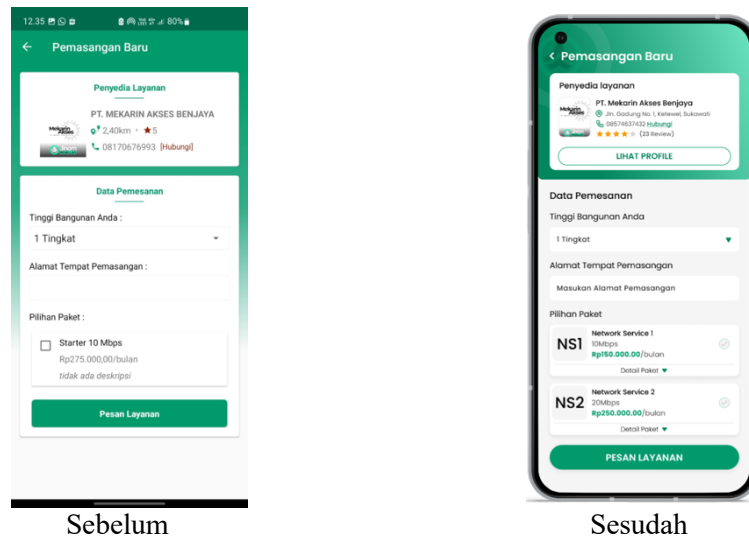 12.35 80%
Pemasangan Baru
Penyedia Layanan
PT. MEKARIN AKSES BENJAYA
2,40km • ★5
08170676993 [Hubungi]
Data Pemesanan
Tinggi Bangunan Anda :
1 Tingkat
Alamat Tempat Pemasangan :
Pilihan Paket :
Starter 10 Mbps
Rp275.000,00/bulan
tidak ada deskripsi
Pesan Layanan
Sebelum
Pemasangan Baru
Penyedia layanan
PT. Mekarin Akses Benjaya
Jln. Gadung No. 1, Ketewel, Sukawati
08574637432 Hubungi
(23 Review)
LIHAT PROFILE
Data Pemesanan
Tinggi Bangunan Anda
1 Tingkat
Alamat Tempat Pemasangan
Masukan Alamat Pemasangan
Pilihan Paket
NS1
Network Service 1
10Mbps
Rp150.000.00/bulan
Detail Paket
NS2
Network Service 2
20Mbps
Rp250.000.00/bulan
Detail Paket
PESAN LAYANAN
Sesudah